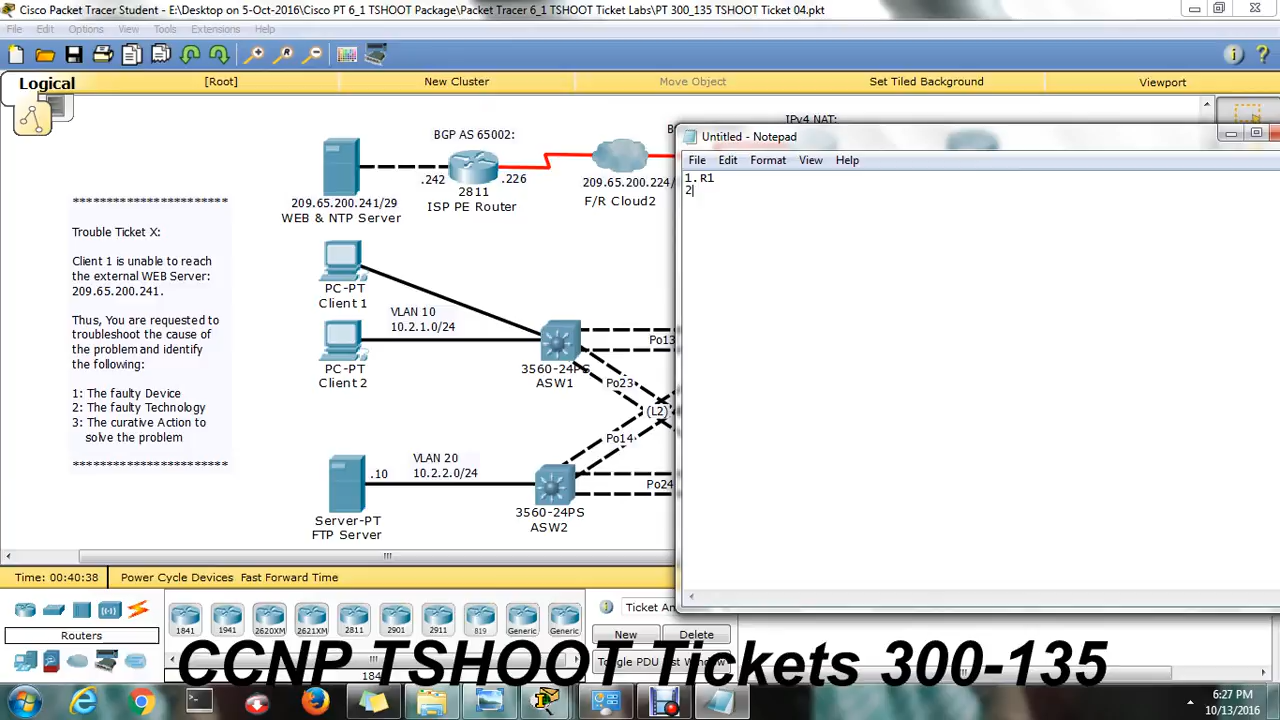 Cisco Packet Tracer Student - E:\Desktop on 5-Oct-2016\Cisco PT 6_1 TSHOOT Package\Packet Tracer 6_1 TSHOOT Ticket Labs\PT 300_135 TSHOOT Ticket 04.pkt
File Edit Options View Tools Extensions Help
Logical [Root] New Cluster Move Object Set Tiled Background Viewport
IPv4 NAT:
BGP AS 65002:
Untitled - Notepad
File Edit Format View Help
1. R1
2
.242 .226
2811
ISP PE Router
209.65.200.224/
F/R Cloud2
209.65.200.241/29
WEB & NTP Server
***********************
Trouble Ticket X:
Client 1 is unable to reach
the external WEB Server:
209.65.200.241.
Thus, You are requested to
troubleshoot the cause of
the problem and identify
the following:
1: The faulty Device
2: The faulty Technology
3: The curative Action to
solve the problem
***********************
PC-PT
Client 1
VLAN 10
10.2.1.0/24
PC-PT
Client 2
3560-24PS
ASW1
Po13
Po23
(L2)
Po14
Po24
VLAN 20
10.2.2.0/24
.10
Server-PT
FTP Server
3560-24PS
ASW2
Time: 00:40:38 Power Cycle Devices Fast Forward Time
Routers
1841 1941 2620XM 2621XM 2811 2901 2911 819 Generic Generic
184
Ticket An
New Delete
Toggle PDU List Window
CCNP TSHOOT Tickets 300-135
6:27 PM
10/13/2016